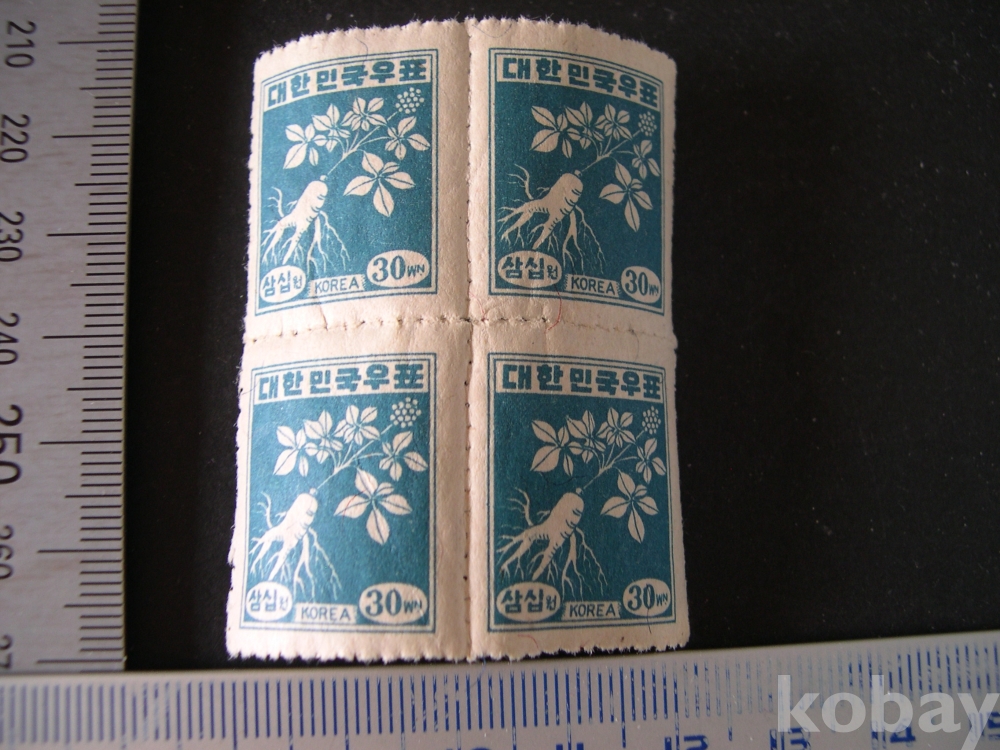 210
220
230
240
250
260
대한민국우표
삼십원 KOREA 30WN
대한민국우표
삼십원 KOREA 30WN
대한민국우표
삼십원 KOREA 30WN
대한민국우표
삼십원 KOREA 30WN
kobay